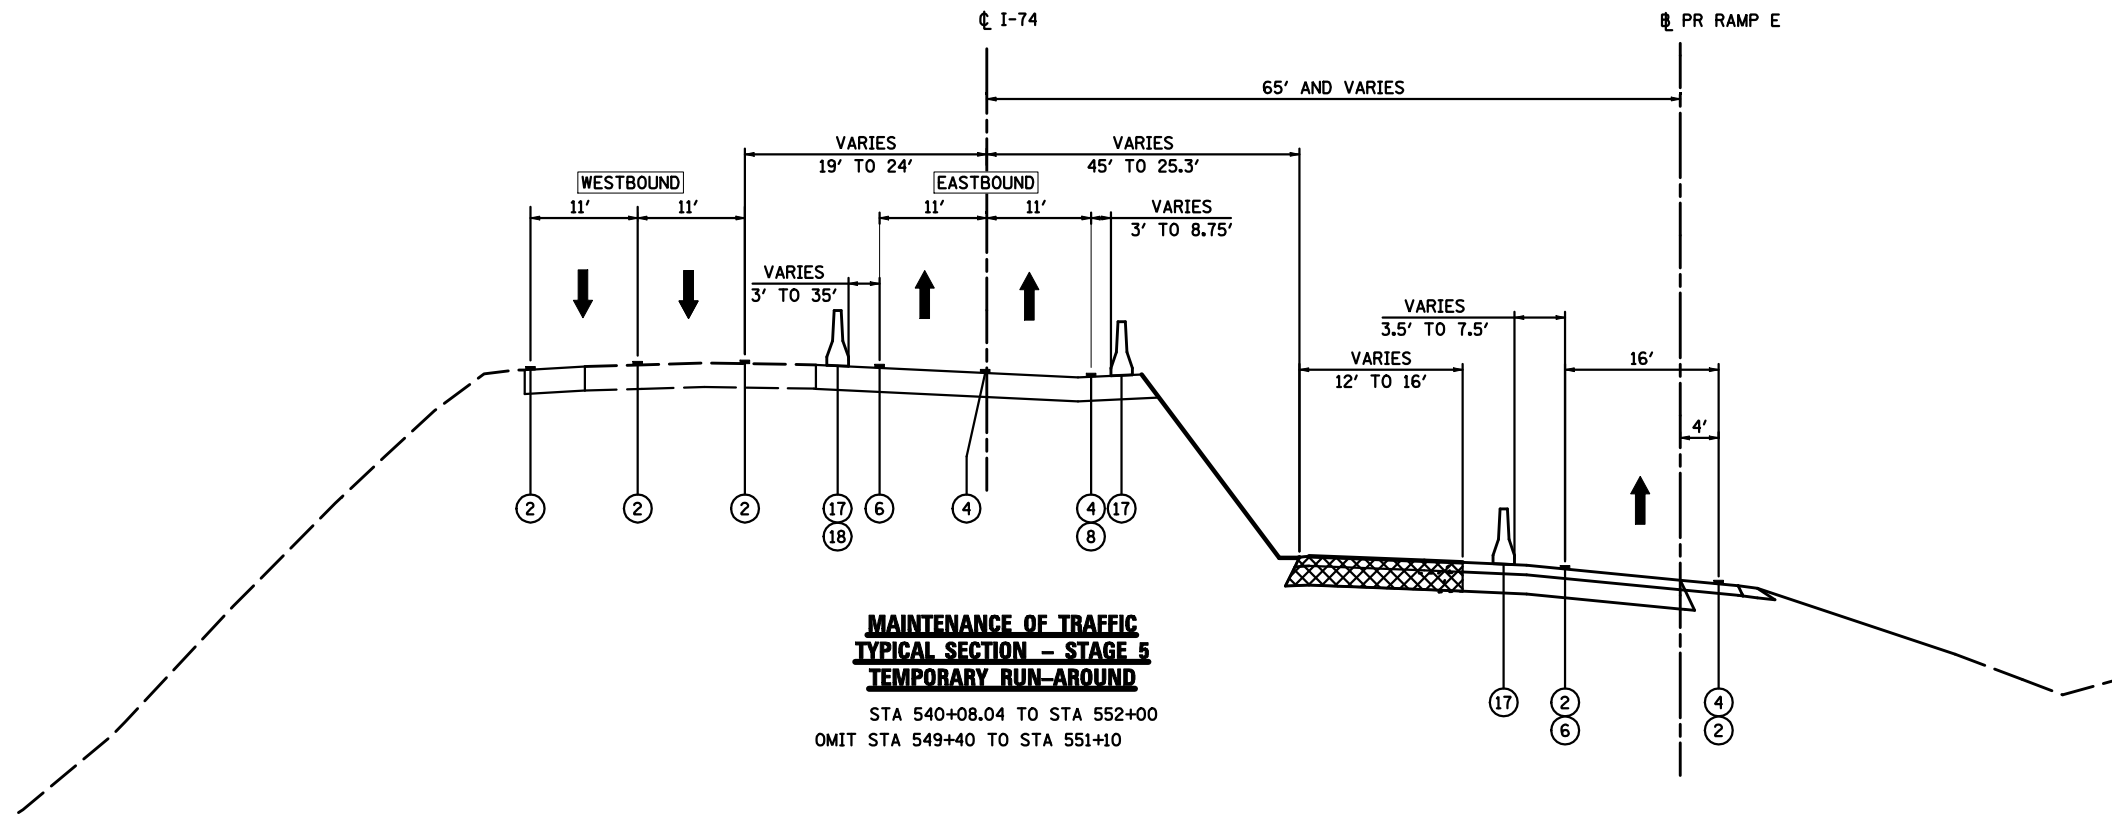 ℄ I-74
PR RAMP E
65' AND VARIES
VARIES
19' TO 24'
VARIES
45' TO 25.3'
WESTBOUND
EASTBOUND
11'
11'
11'
11'
VARIES
3' TO 8.75'
VARIES
3' TO 35'
VARIES
3.5' TO 7.5'
VARIES
12' TO 16'
16'
4'
2
2
2
17
18
6
4
4
8
17
17
2
6
4
2
MAINTENANCE OF TRAFFIC
TYPICAL SECTION – STAGE 5
TEMPORARY RUN–AROUND
STA 540+08.04 TO STA 552+00
OMIT STA 549+40 TO STA 551+10